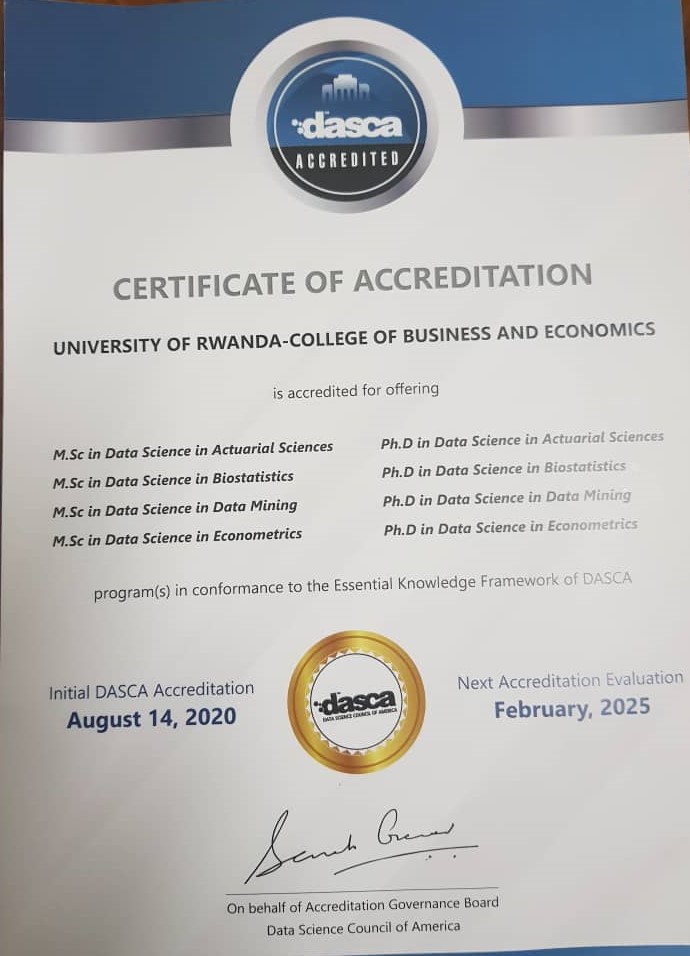 dasca
ACCREDITED
CERTIFICATE OF ACCREDITATION
UNIVERSITY OF RWANDA-COLLEGE OF BUSINESS AND ECONOMICS
is accredited for offering
M.Sc in Data Science in Actuarial Sciences
M.Sc in Data Science in Biostatistics
M.Sc in Data Science in Data Mining
M.Sc in Data Science in Econometrics
Ph.D in Data Science in Actuarial Sciences
Ph.D in Data Science in Biostatistics
Ph.D in Data Science in Data Mining
Ph.D in Data Science in Econometrics
program(s) in conformance to the Essential Knowledge Framework of DASCA
Initial DASCA Accreditation
August 14, 2020
dasca
DATA SCIENCE COUNCIL OF AMERICA
Next Accreditation Evaluation
February, 2025
On behalf of Accreditation Governance Board
Data Science Council of America